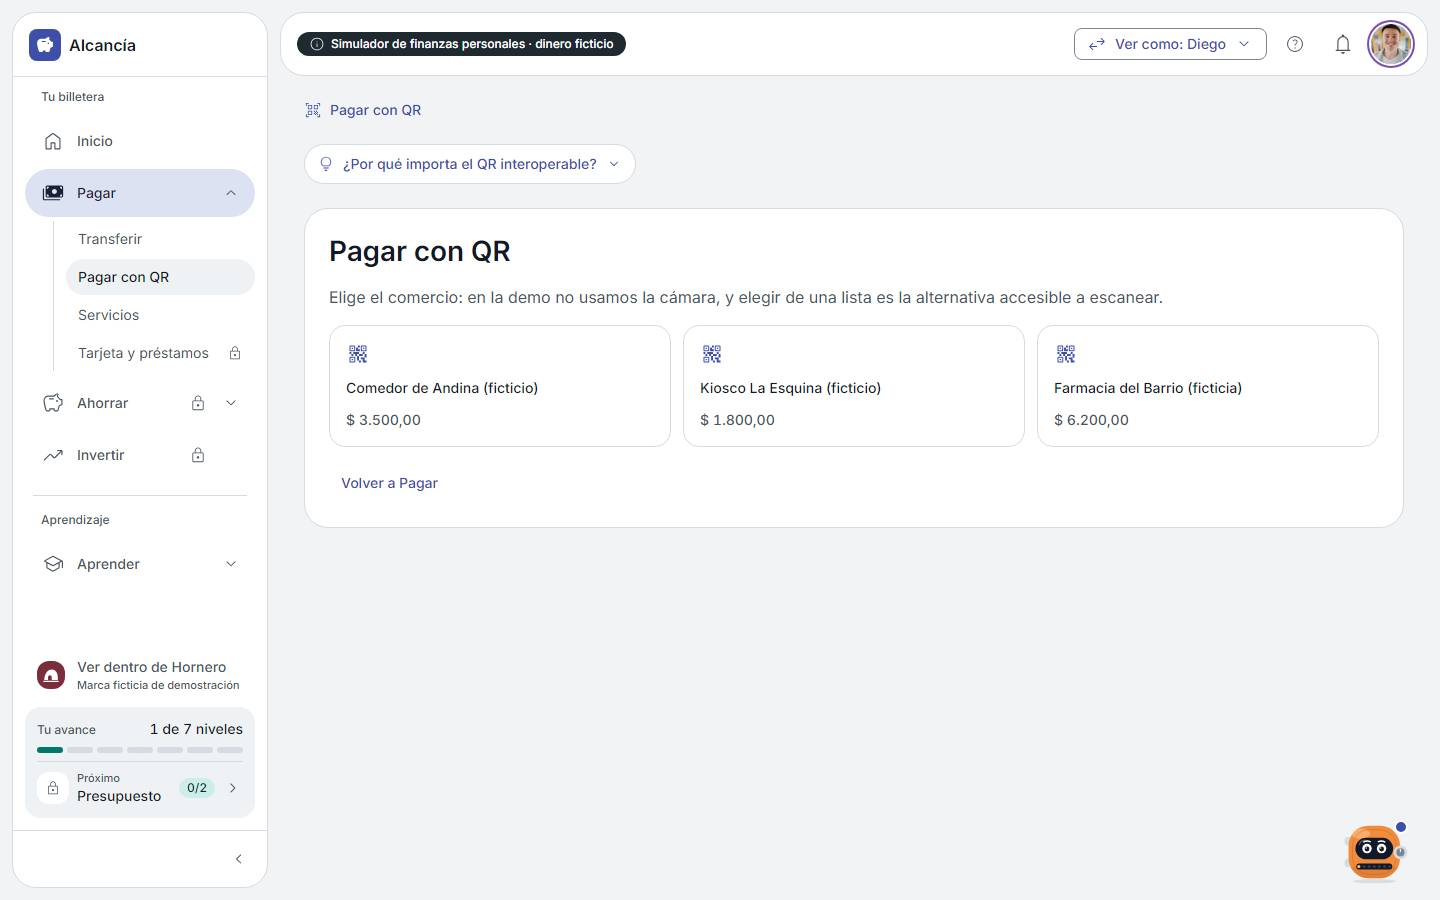 Alcancía
Simulador de finanzas personales · dinero ficticio
Ver como: Diego
Tu billetera
Inicio
Pagar
Transferir
Pagar con QR
Servicios
Tarjeta y préstamos
Ahorrar
Invertir
Aprendizaje
Aprender
Ver dentro de Hornero
Marca ficticia de demostración
Tu avance
1 de 7 niveles
Próximo
Presupuesto
0/2
Pagar con QR
¿Por qué importa el QR interoperable?
Pagar con QR
Elige el comercio: en la demo no usamos la cámara, y elegir de una lista es la alternativa accesible a escanear.
Comedor de Andina (ficticio)
$ 3.500,00
Kiosco La Esquina (ficticio)
$ 1.800,00
Farmacia del Barrio (ficticia)
$ 6.200,00
Volver a Pagar